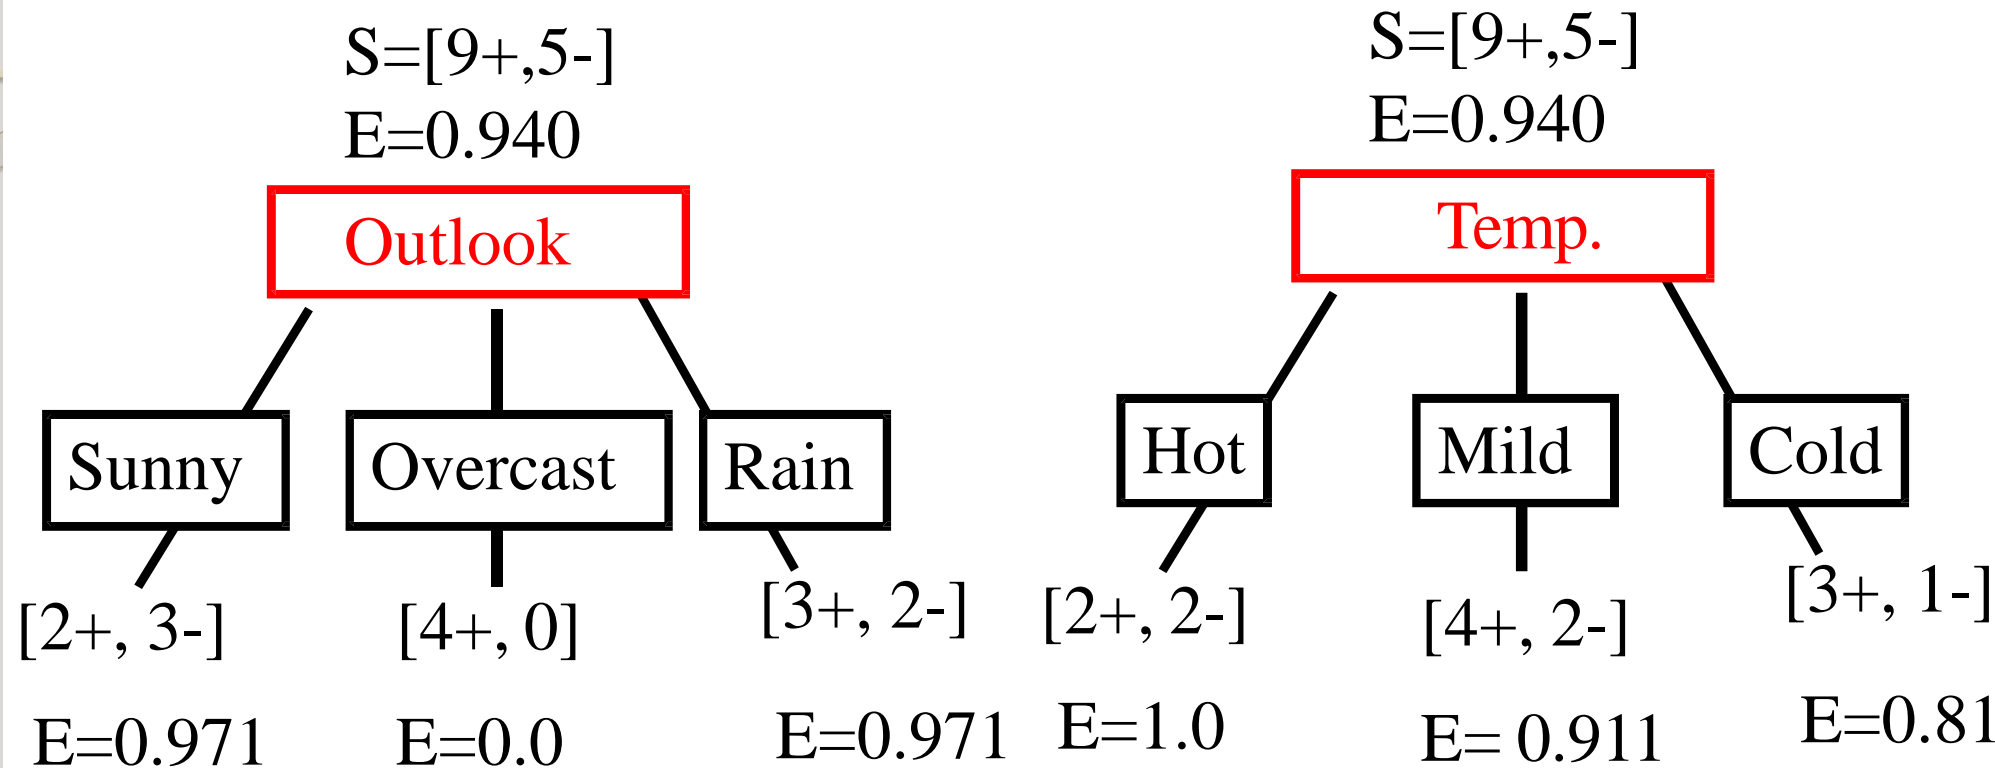 S=[9+,5-]
E=0.940
Outlook
Sunny
Overcast
Rain
[2+, 3-]
[4+, 0]
[3+, 2-]
E=0.971
E=0.0
E=0.971
S=[9+,5-]
E=0.940
Temp.
Hot
Mild
Cold
[2+, 2-]
[4+, 2-]
[3+, 1-]
E=1.0
E= 0.911
E=0.81